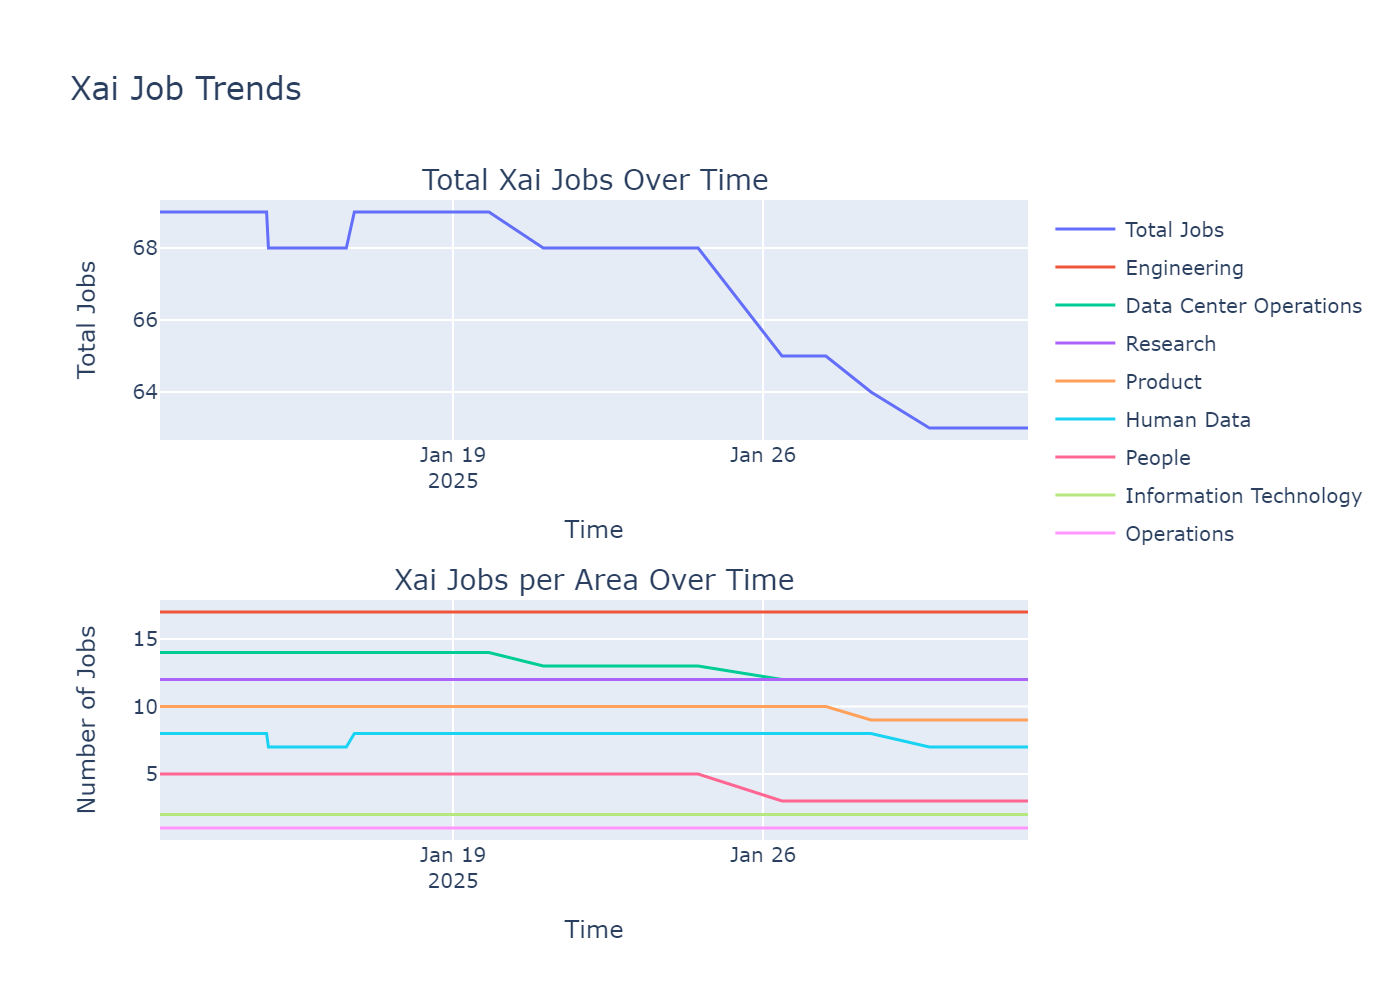 Xai Job Trends
Total Xai Jobs Over Time
Total Jobs
68
66
64
Jan 19
2025
Jan 26
Time
Total Jobs
Engineering
Data Center Operations
Research
Product
Human Data
People
Information Technology
Operations
Xai Jobs per Area Over Time
Number of Jobs
15
10
5
Jan 19
2025
Jan 26
Time